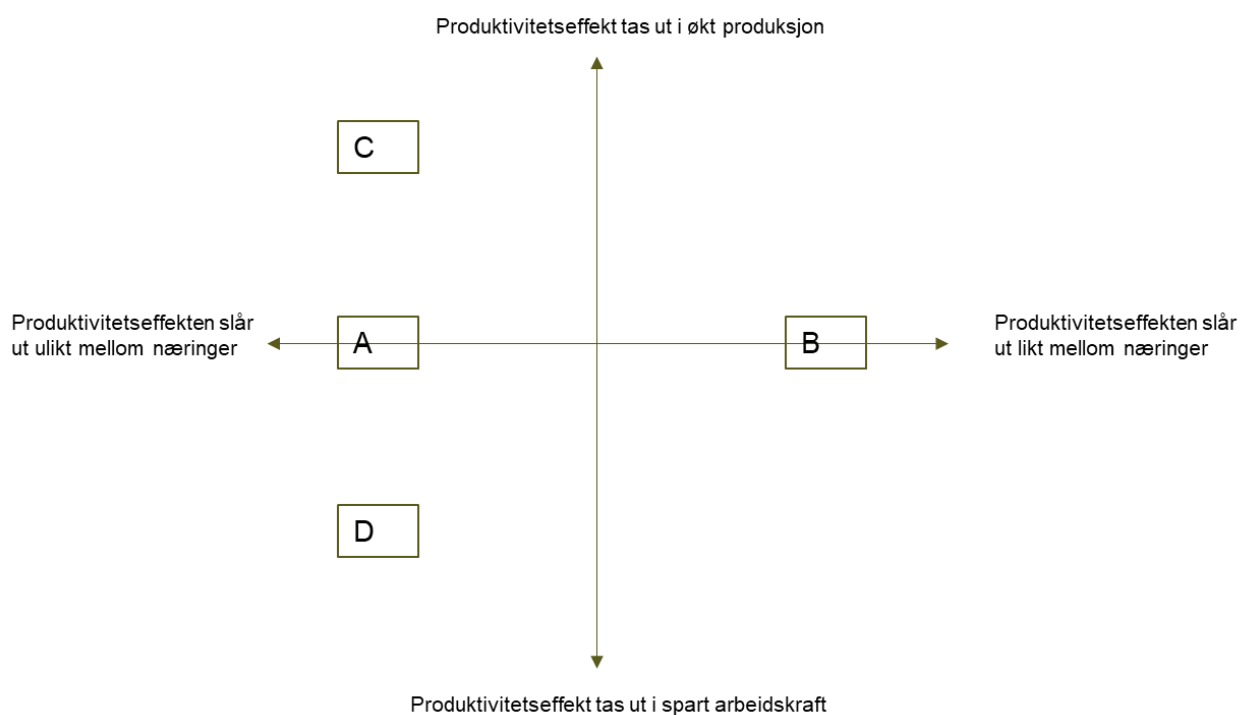 Produktivitetseffekt tas ut i økt produksjon
C
Produktivitetseffekten slår
ut ulikt mellom næringer
A
B
Produktivitetseffekten slår
ut likt mellom næringer
D
Produktivitetseffekt tas ut i spart arbeidskraft